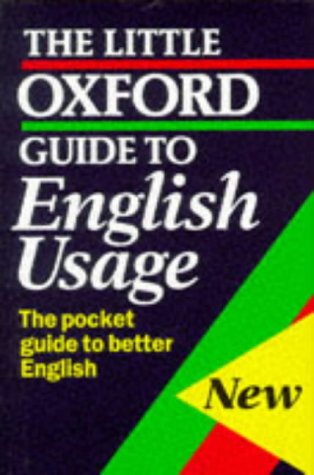 THE LITTLE
OXFORD
GUIDE TO
English
Usage
The pocket
guide to better
English
New